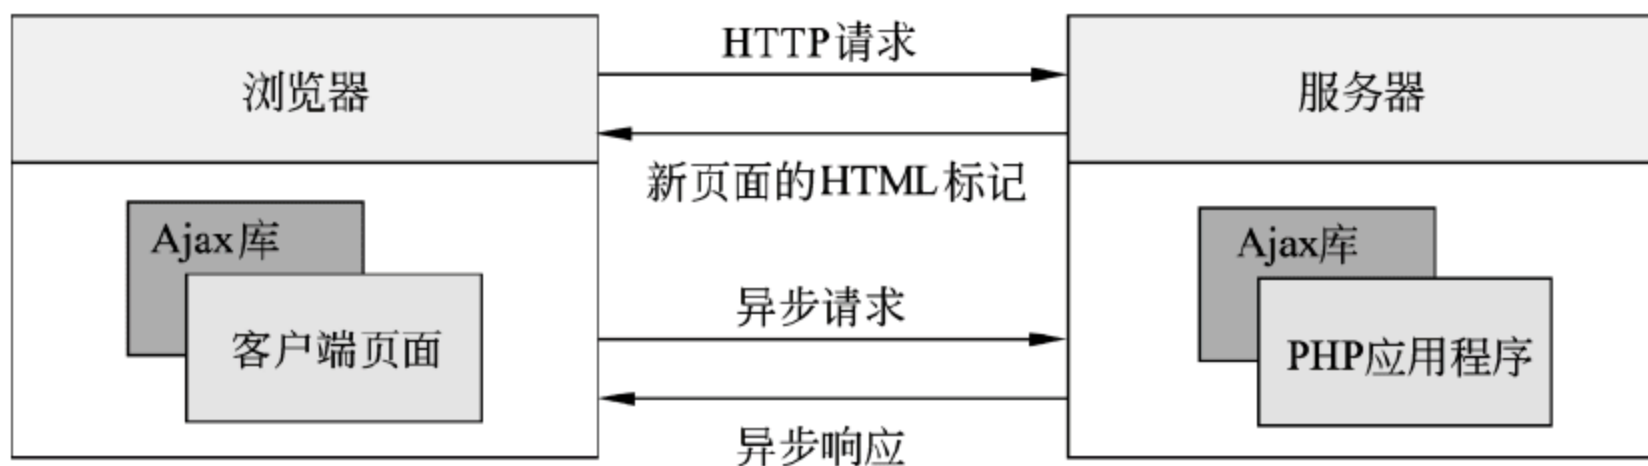 HTTP请求
浏览器
服务器
新页面的HTML标记
Ajax库
Ajax库
异步请求
客户端页面
PHP应用程序
异步响应